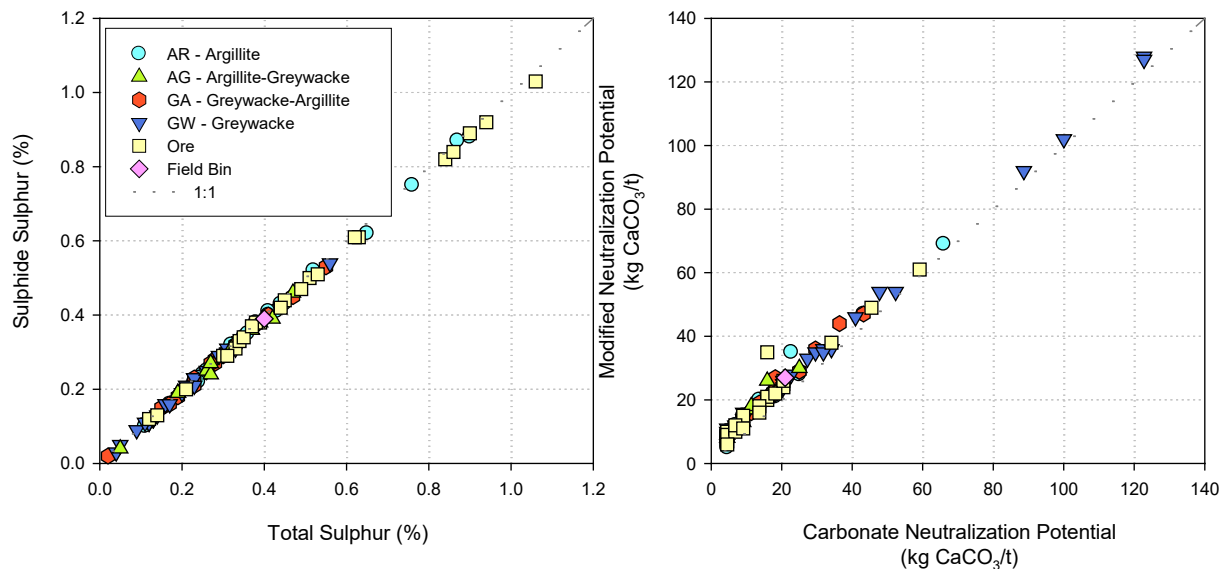 1.2
1.0
0.8
0.6
0.4
0.2
0.0
Sulphide Sulphur (%)
AR - Argillite
AG - Argillite-Greywacke
GA - Greywacke-Argillite
GW - Greywacke
Ore
Field Bin
1:1
0.0 0.2 0.4 0.6 0.8 1.0 1.2
Total Sulphur (%)
140
120
100
80
60
40
20
0
Modified Neutralization Potential
(kg CaCO₃/t)
0 20 40 60 80 100 120 140
Carbonate Neutralization Potential
(kg CaCO₃/t)